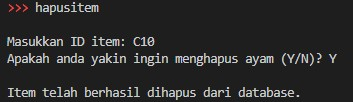 >>> hapusitem
Masukkan ID item: C10
Apakah anda yakin ingin menghapus ayam (Y/N)? Y
Item telah berhasil dihapus dari database.